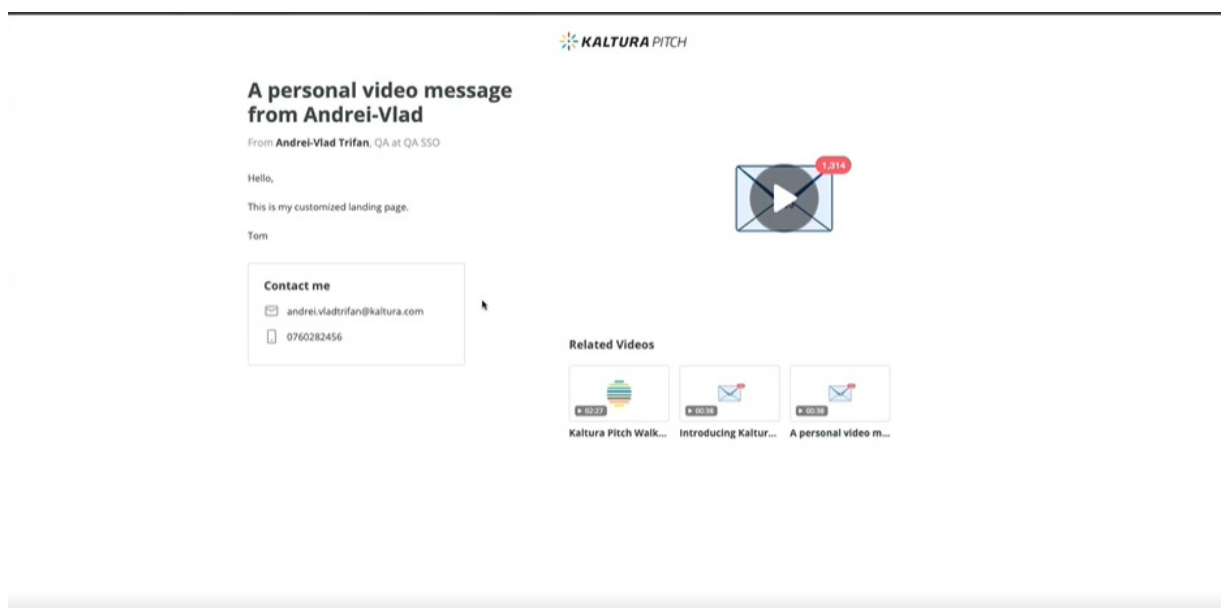 KALTURA PITCH
A personal video message
from Andrei-Vlad
From Andrei-Vlad Trifan, QA at QA SSO
Hello,
This is my customized landing page.
Tom
Contact me
andrei.vladtrifan@kaltura.com
0760282456
1,314
Related Videos
02:27
00:38
00:38
Kaltura Pitch Walk...
Introducing Kaltur...
A personal video m...